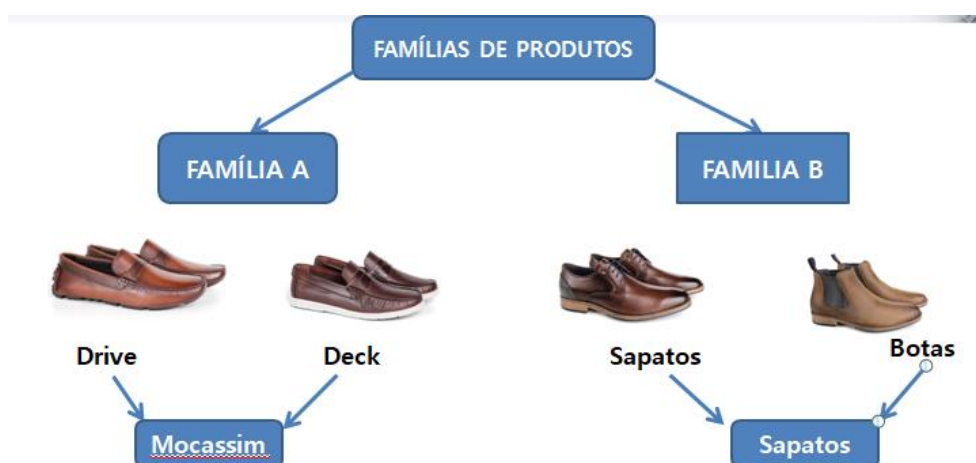 FAMÍLIAS DE PRODUTOS
FAMÍLIA A
FAMILIA B
Drive
Deck
Sapatos
Botas
Mocassim
Sapatos